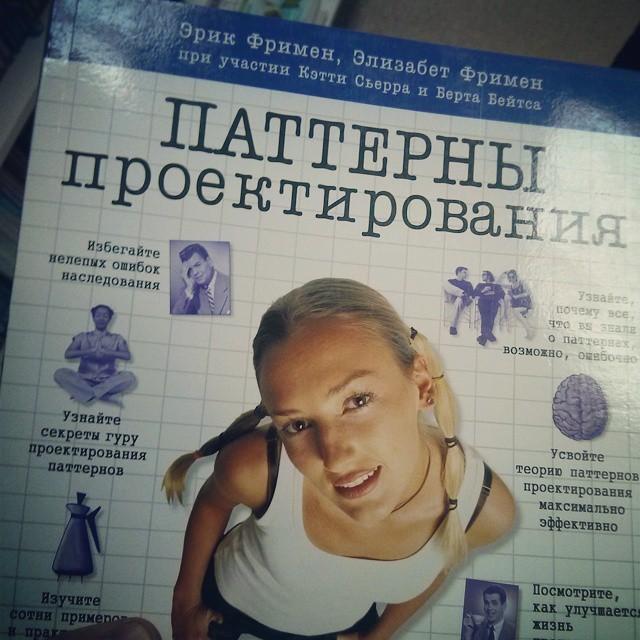 Эрик Фримен, Элизабет Фримен
при участии Кэтти Сьерра и Берта Бейтса
ПАТТЕРНЫ
проектирования
Избегайте
нелепых ошибок
наследования
Узнайте,
почему все,
что вы знали
о паттернах,
возможно, ошибочно
Узнайте
секреты гуру
проектирования
паттернов
Усвойте
теорию паттернов
проектирования
максимально
эффективно
Изучите
сотни примеров
и
Посмотрите,
как улучшается
жизнь